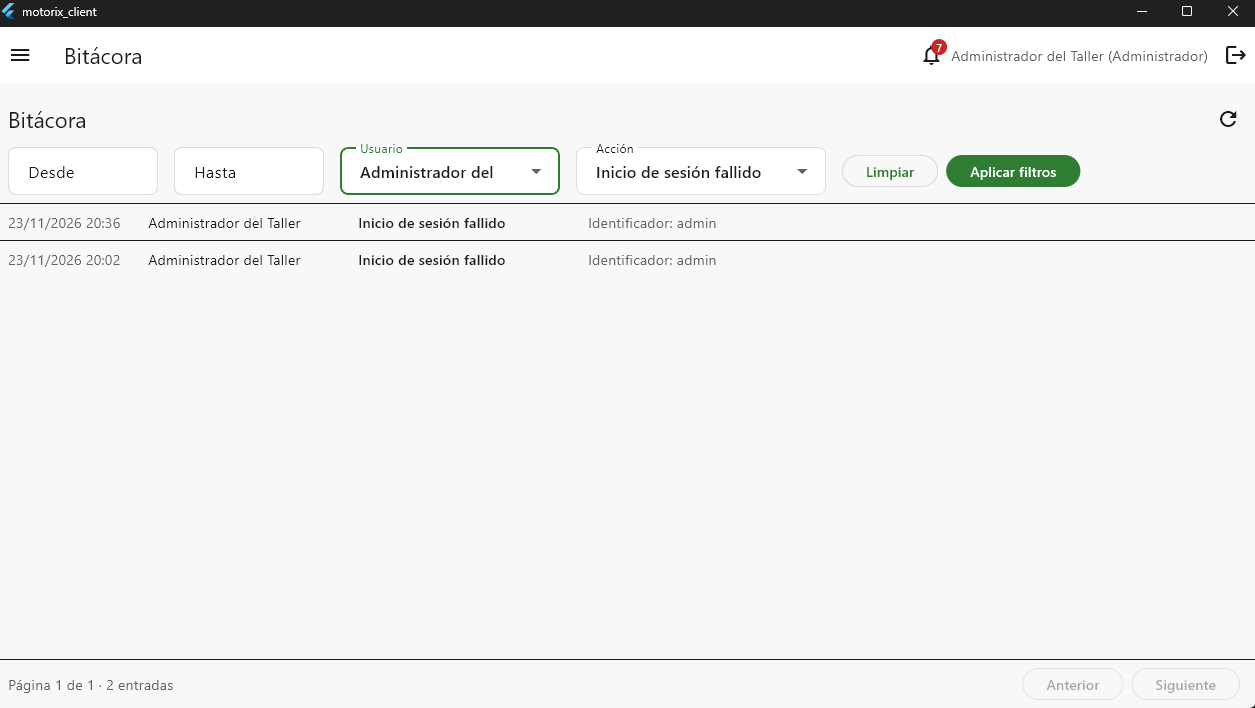 motorix_client
Bitácora
7
Administrador del Taller (Administrador)
Bitácora
Desde
Hasta
Usuario
Administrador del
Acción
Inicio de sesión fallido
Limpiar
Aplicar filtros
23/11/2026 20:36 Administrador del Taller Inicio de sesión fallido Identificador: admin
23/11/2026 20:02 Administrador del Taller Inicio de sesión fallido Identificador: admin
Página 1 de 1 · 2 entradas
Anterior
Siguiente